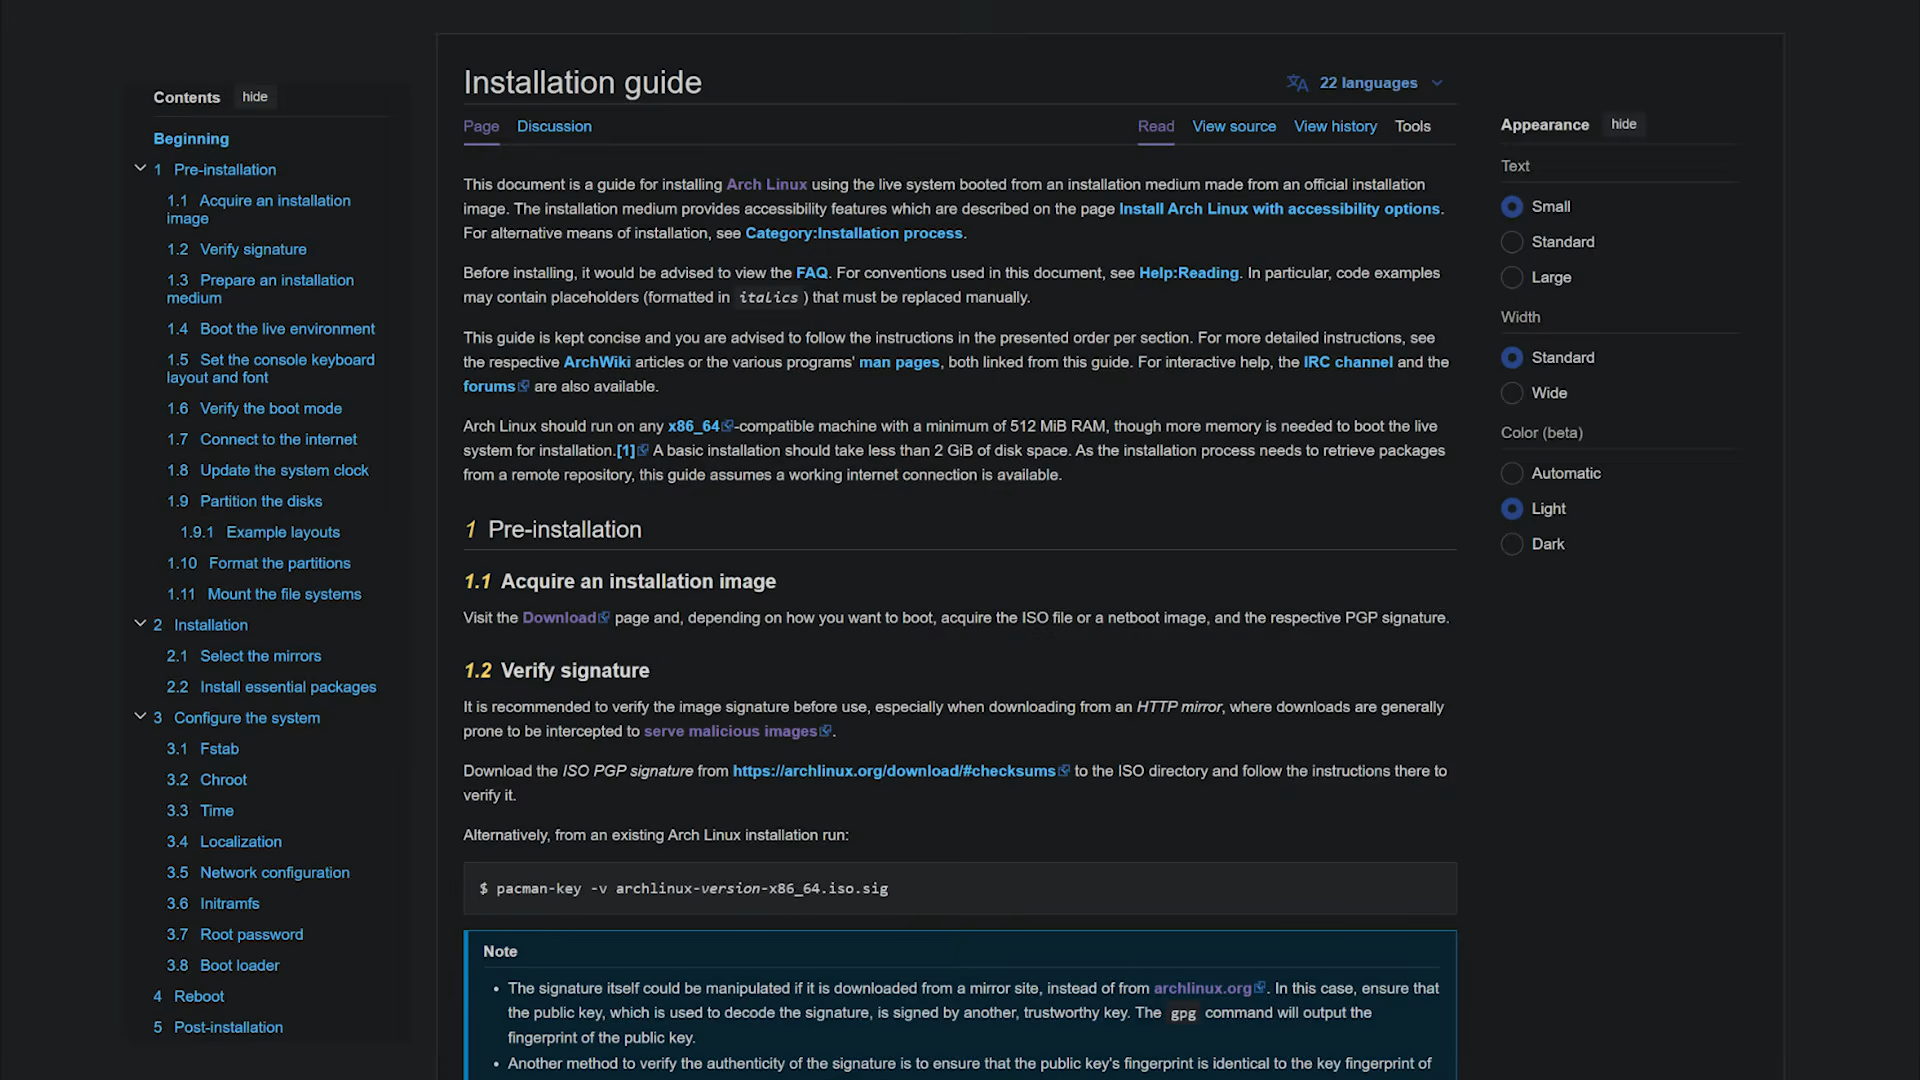 Contents hide
Beginning
1 Pre-installation
1.1 Acquire an installation
image
1.2 Verify signature
1.3 Prepare an installation
medium
1.4 Boot the live environment
1.5 Set the console keyboard
layout and font
1.6 Verify the boot mode
1.7 Connect to the internet
1.8 Update the system clock
1.9 Partition the disks
1.9.1 Example layouts
1.10 Format the partitions
1.11 Mount the file systems
2 Installation
2.1 Select the mirrors
2.2 Install essential packages
3 Configure the system
3.1 Fstab
3.2 Chroot
3.3 Time
3.4 Localization
3.5 Network configuration
3.6 Initramfs
3.7 Root password
3.8 Boot loader
4 Reboot
5 Post-installation
Installation guide
22 languages
Page Discussion
Read View source View history Tools
This document is a guide for installing Arch Linux using the live system booted from an installation medium made from an official installation
image. The installation medium provides accessibility features which are described on the page Install Arch Linux with accessibility options.
For alternative means of installation, see Category:Installation process.
Before installing, it would be advised to view the FAQ. For conventions used in this document, see Help:Reading. In particular, code examples
may contain placeholders (formatted in italics ) that must be replaced manually.
This guide is kept concise and you are advised to follow the instructions in the presented order per section. For more detailed instructions, see
the respective ArchWiki articles or the various programs' man pages, both linked from this guide. For interactive help, the IRC channel and the
forums are also available.
Arch Linux should run on any x86_64-compatible machine with a minimum of 512 MiB RAM, though more memory is needed to boot the live
system for installation.[1] A basic installation should take less than 2 GiB of disk space. As the installation process needs to retrieve packages
from a remote repository, this guide assumes a working internet connection is available.
1 Pre-installation
1.1 Acquire an installation image
Visit the Download page and, depending on how you want to boot, acquire the ISO file or a netboot image, and the respective PGP signature.
1.2 Verify signature
It is recommended to verify the image signature before use, especially when downloading from an HTTP mirror, where downloads are generally
prone to be intercepted to serve malicious images.
Download the ISO PGP signature from https://archlinux.org/download/#checksums to the ISO directory and follow the instructions there to
verify it.
Alternatively, from an existing Arch Linux installation run:
$ pacman-key -v archlinux-version-x86_64.iso.sig
Note
• The signature itself could be manipulated if it is downloaded from a mirror site, instead of from archlinux.org. In this case, ensure that
the public key, which is used to decode the signature, is signed by another, trustworthy key. The gpg command will output the
fingerprint of the public key.
• Another method to verify the authenticity of the signature is to ensure that the public key's fingerprint is identical to the key fingerprint of
Appearance hide
Text
Small
Standard
Large
Width
Standard
Wide
Color (beta)
Automatic
Light
Dark